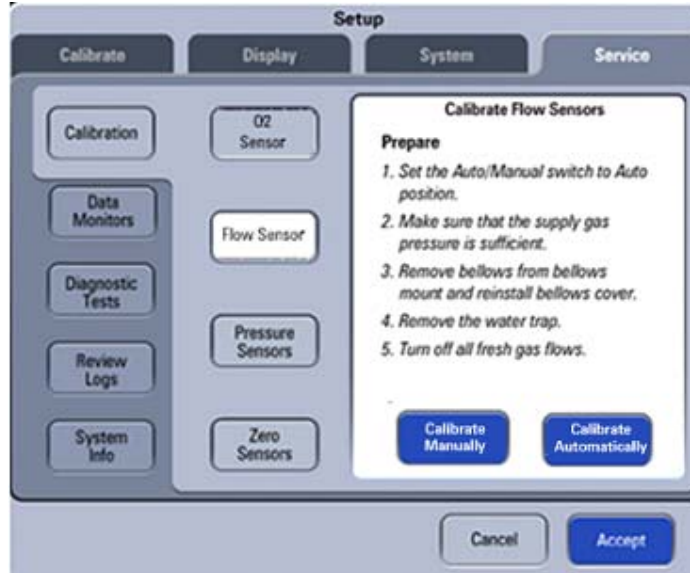 Setup
Calibrate
Display
System
Service
Calibration
Data
Monitors
Diagnostic
Tests
Review
Logs
System
Info
O2
Sensor
Flow Sensor
Pressure
Sensors
Zero
Sensors
Calibrate Flow Sensors
Prepare
1. Set the Auto/Manual switch to Auto
position.
2. Make sure that the supply gas
pressure is sufficient.
3. Remove bellows from bellows
mount and reinstall bellows cover.
4. Remove the water trap.
5. Turn off all fresh gas flows.
Calibrate
Manually
Calibrate
Automatically
Cancel
Accept